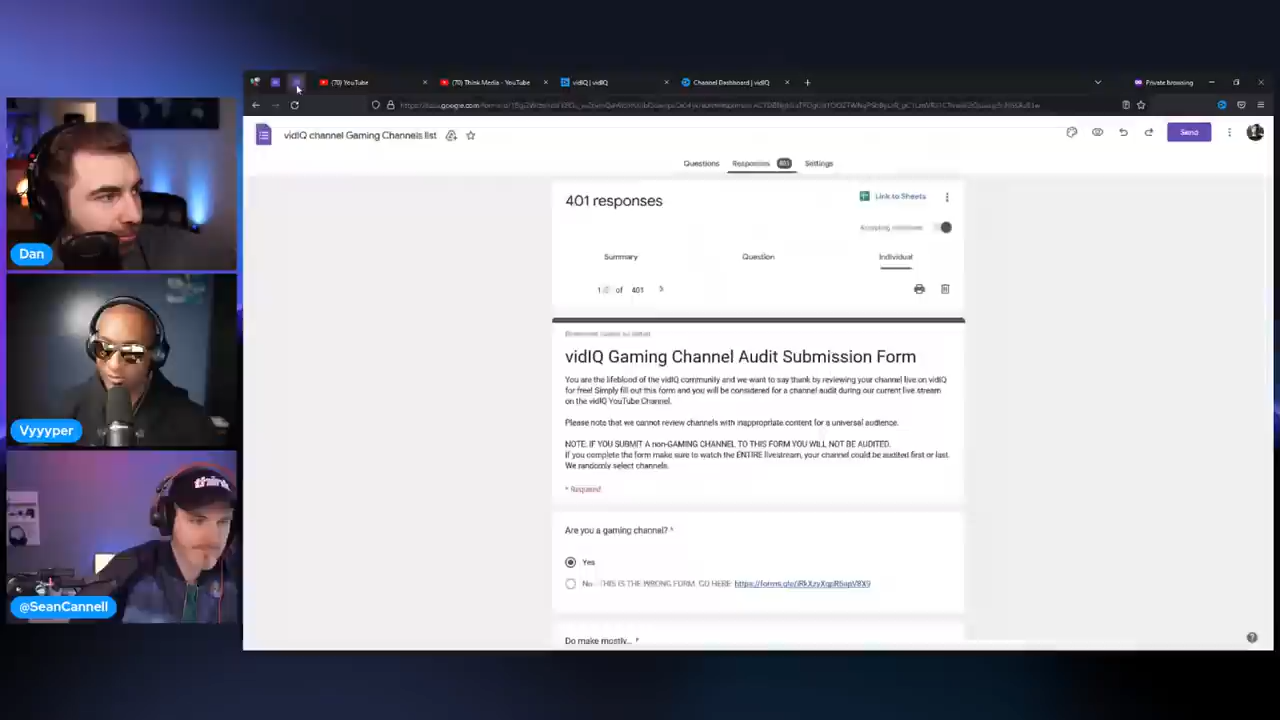 (70) YouTube
(70) Think Media - YouTube
vidIQ | vidIQ
Channel Dashboard | vidIQ
Private browsing
vidIQ channel Gaming Channels list
Send
Questions
Responses
401
Settings
401 responses
Link to Sheets
Accepting responses
Summary
Question
Individual
1
of
401
vidIQ Gaming Channel Audit Submission Form
You are the lifeblood of the vidIQ community and we want to say thank by reviewing your channel live on vidIQ
for free! Simply fill out this form and you will be considered for a channel audit during our current live stream
on the vidIQ YouTube Channel.
Please note that we cannot review channels with inappropriate content for a universal audience.
NOTE: IF YOU SUBMIT A non-GAMING CHANNEL TO THIS FORM YOU WILL NOT BE AUDITED.
If you complete the form make sure to watch the ENTIRE livestream, your channel could be audited first or last.
We randomly select channels.
* Required
Are you a gaming channel? *
Yes
No - THIS IS THE WRONG FORM. GO HERE:
Do make mostly... *
Dan
Vyyyper
think
@SeanCannell